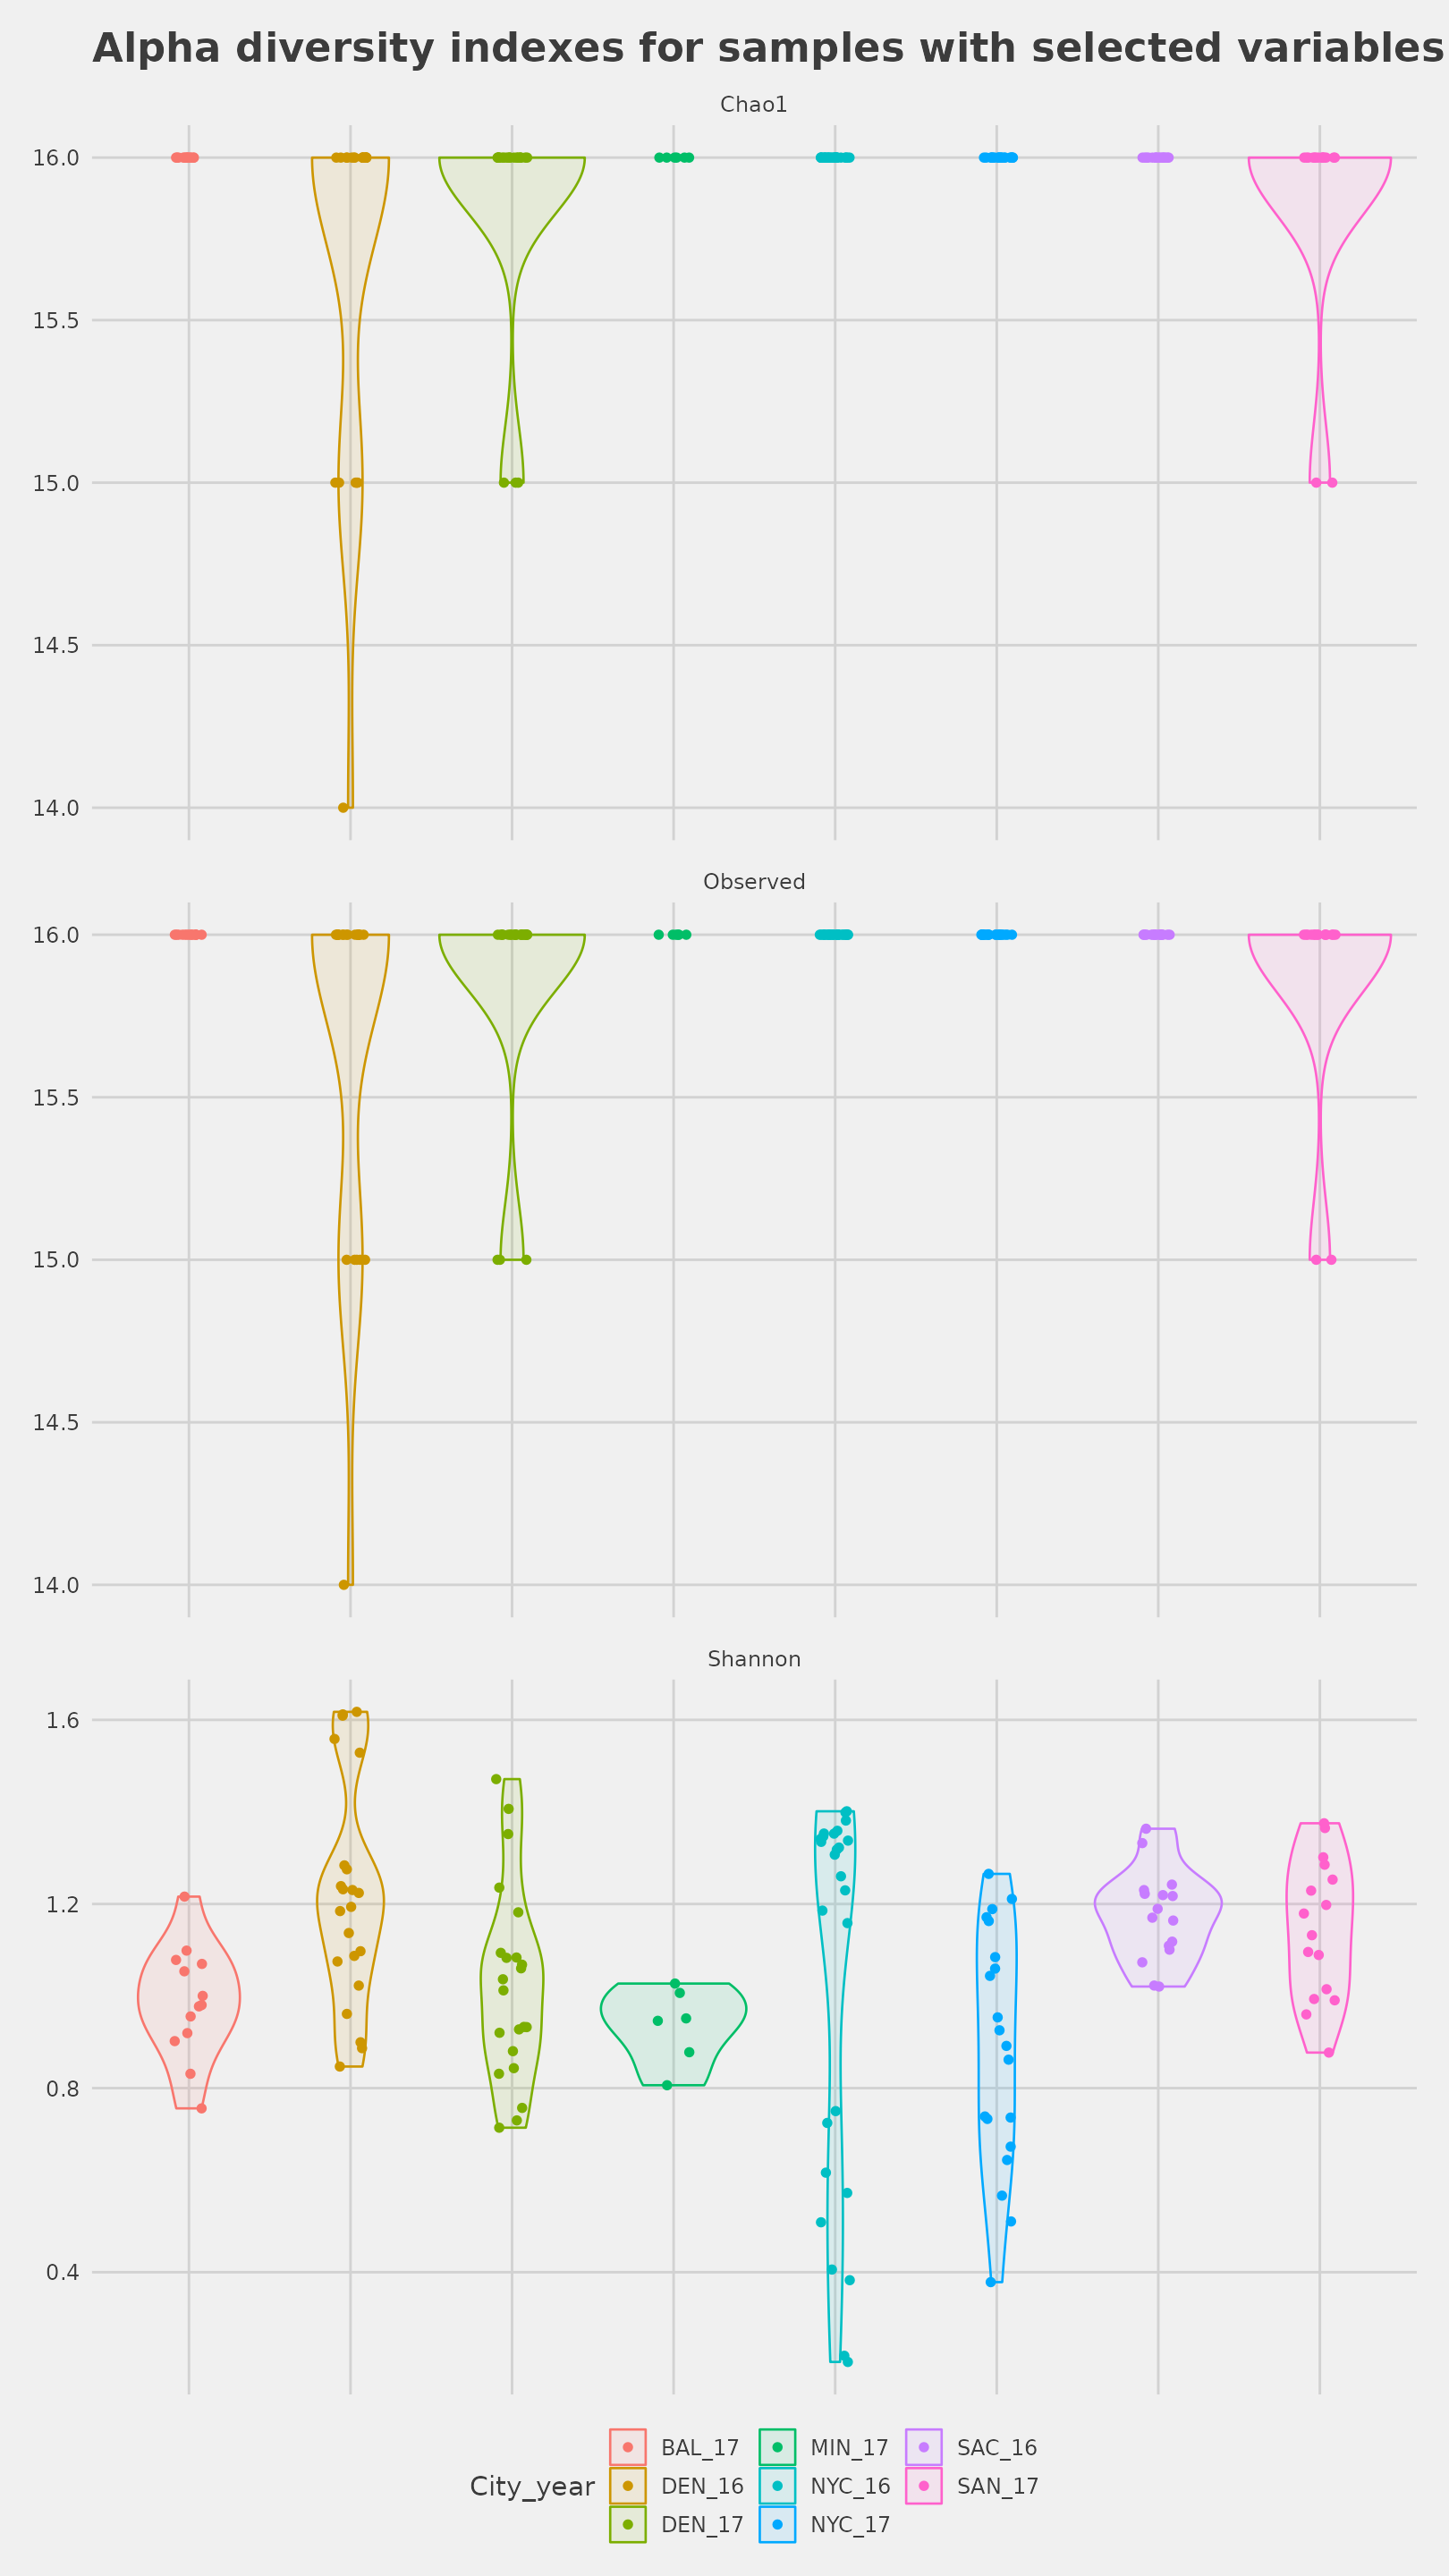 Alpha diversity indexes for samples with selected variables
Chao1
16.0
15.5
15.0
14.5
14.0
Observed
16.0
15.5
15.0
14.5
14.0
Shannon
1.6
1.2
0.8
0.4
City_year
BAL_17 MIN_17 SAC_16
DEN_16 NYC_16 SAN_17
DEN_17 NYC_17